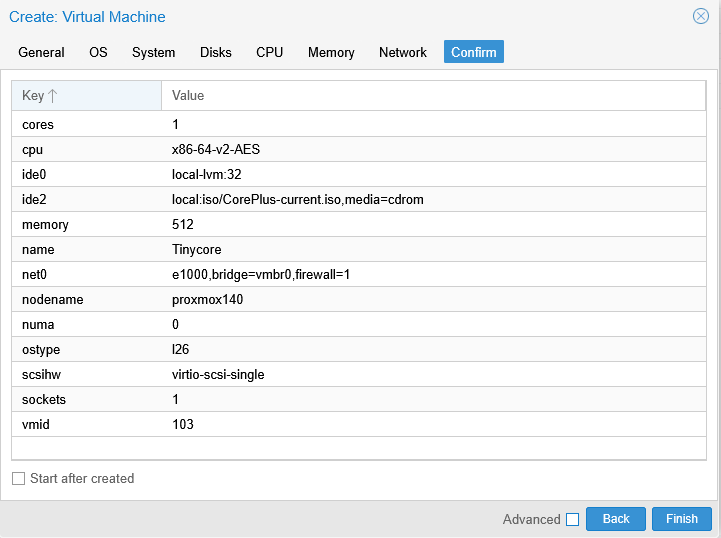 Create: Virtual Machine
General OS System Disks CPU Memory Network Confirm
Key Value
cores 1
cpu x86-64-v2-AES
ide0 local-lvm:32
ide2 local:iso/CorePlus-current.iso,media=cdrom
memory 512
name Tinycore
net0 e1000,bridge=vmbr0,firewall=1
nodename proxmox140
numa 0
ostype l26
scsihw virtio-scsi-single
sockets 1
vmid 103
Start after created
Advanced Back Finish